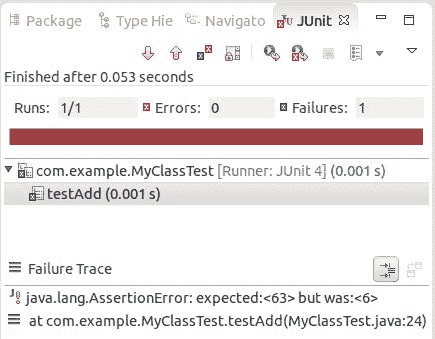 Package Type Hie Navigato JUnit
Finished after 0.053 seconds
Runs: 1/1 Errors: 0 Failures: 1
com.example.MyClassTest [Runner: JUnit 4] (0.001 s)
testAdd (0.001 s)
Failure Trace
java.lang.AssertionError: expected:<63> but was:<6>
at com.example.MyClassTest.testAdd(MyClassTest.java:24)